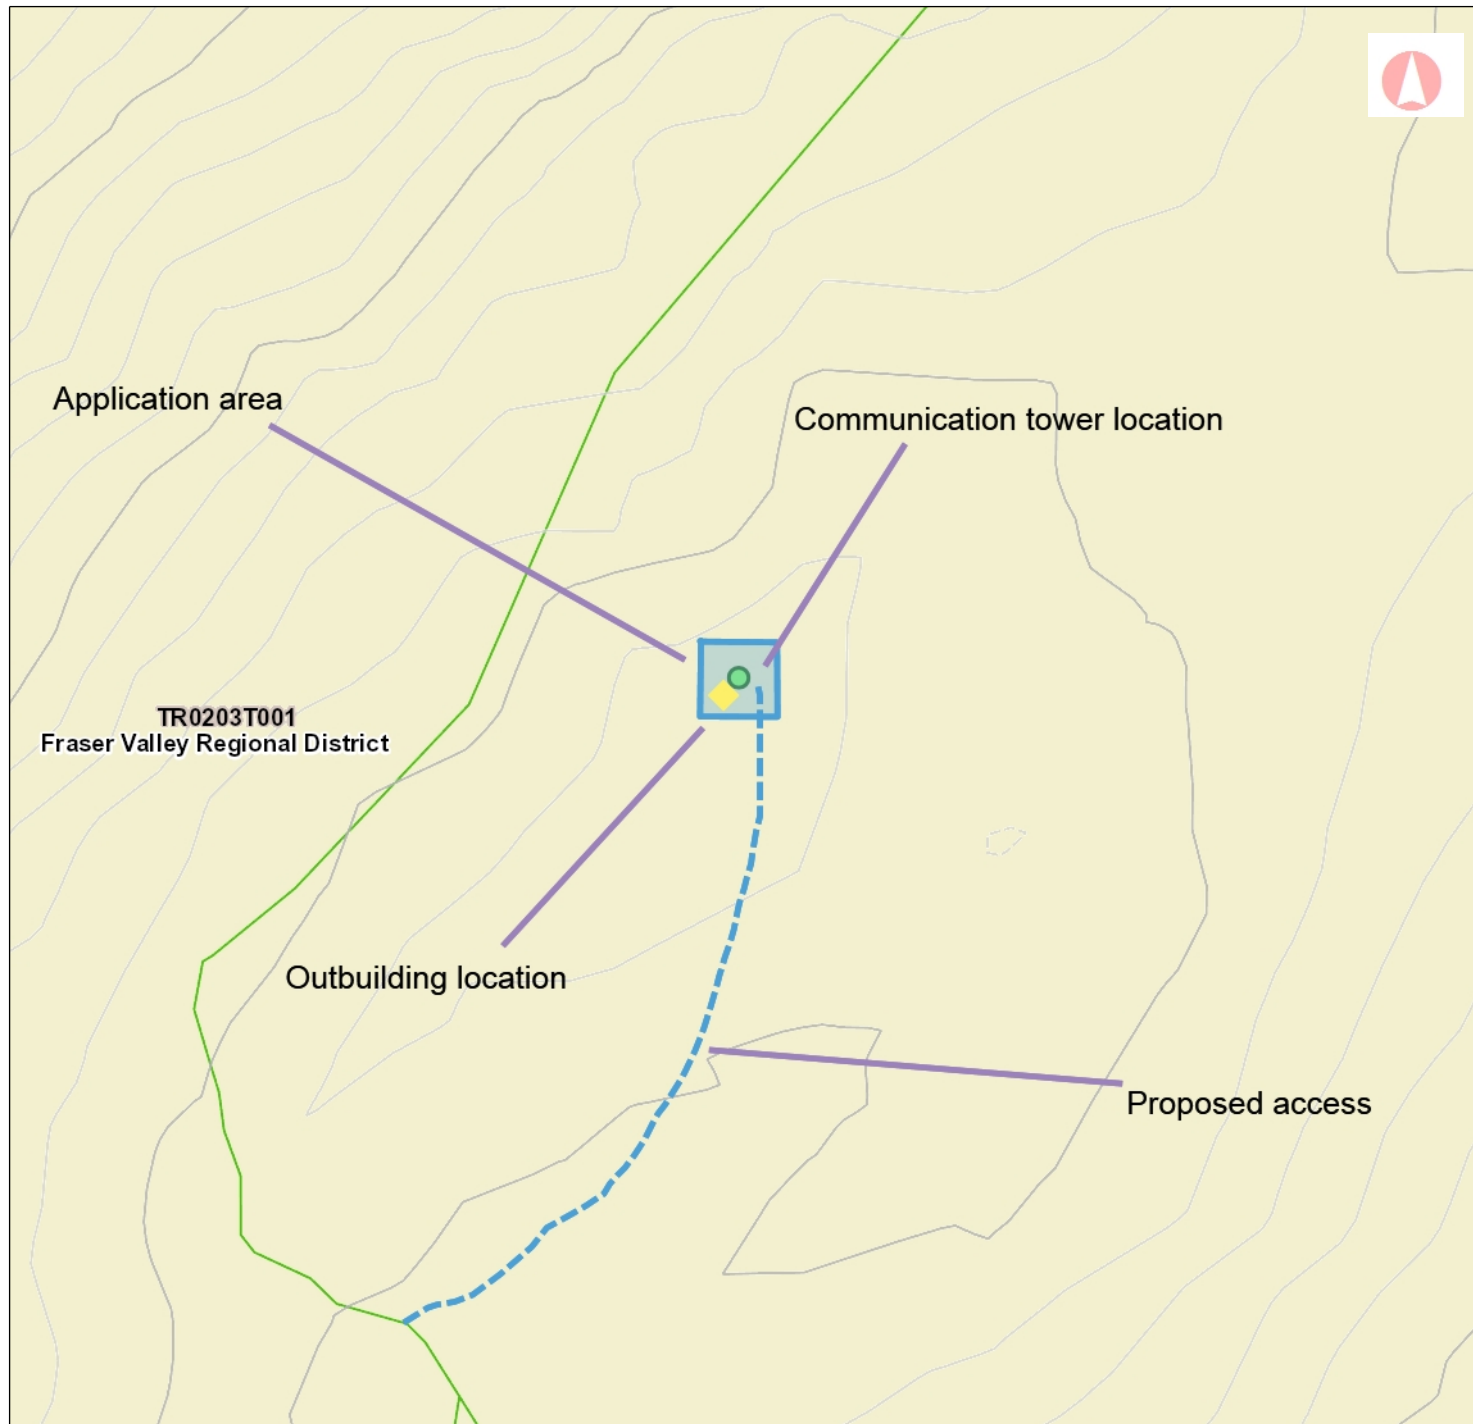 Application area
Communication tower location
TR0203T001
Fraser Valley Regional District
Outbuilding location
Proposed access